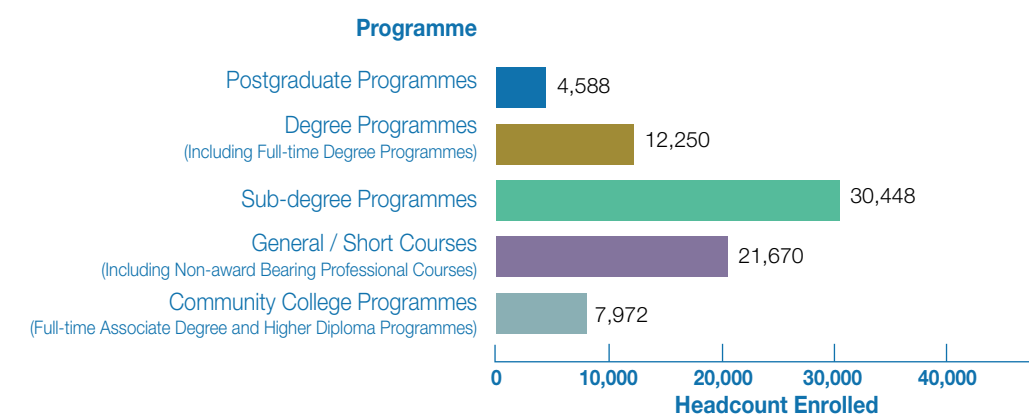 Programme
Postgraduate Programmes
4,588
Degree Programmes
(Including Full-time Degree Programmes)
12,250
Sub-degree Programmes
30,448
General / Short Courses
(Including Non-award Bearing Professional Courses)
21,670
Community College Programmes
(Full-time Associate Degree and Higher Diploma Programmes)
7,972
0 10,000 20,000 30,000 40,000
Headcount Enrolled